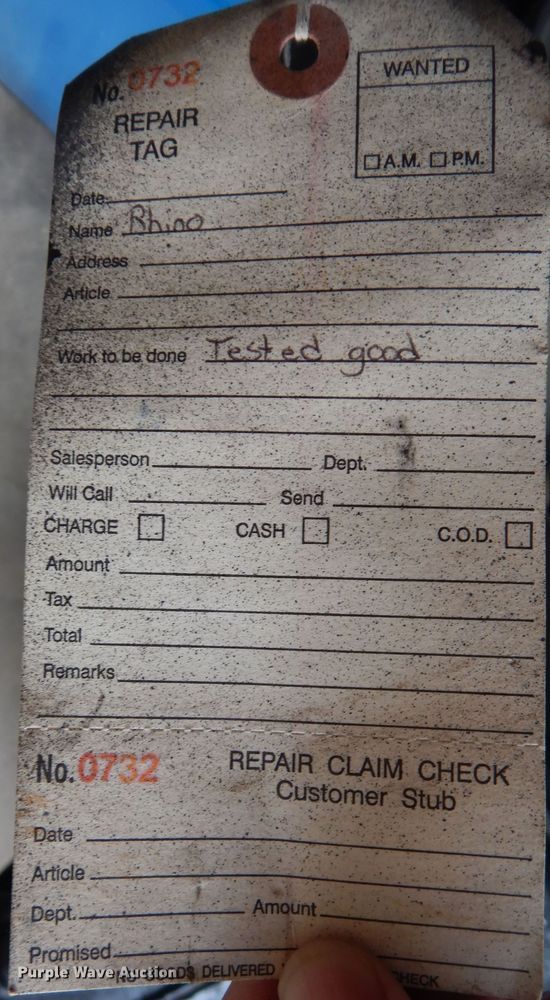 No. 0732
REPAIR
TAG
WANTED
A.M. P.M.
Date
Name Rhino
Address
Article
Work to be done Tested good
Salesperson Dept.
Will Call Send
CHARGE CASH C.O.D.
Amount
Tax
Total
Remarks
No. 0732 REPAIR CLAIM CHECK
Customer Stub
Date
Article
Dept. Amount
Promised
DELIVERED CHECK
Purple Wave Auction